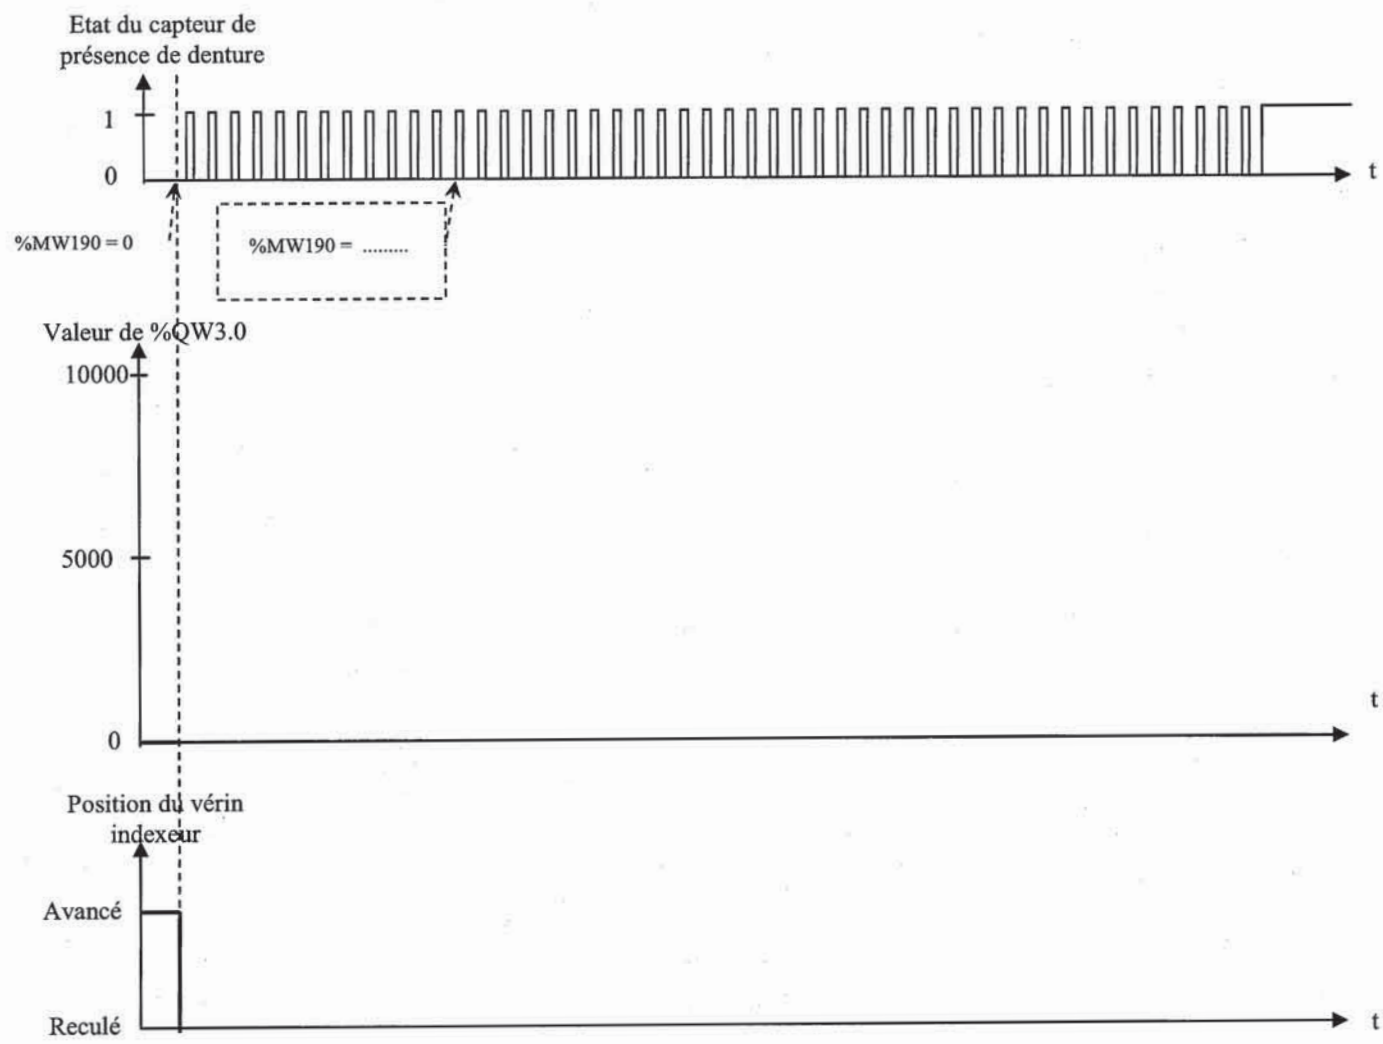 Etat du capteur de
présence de denture
1
0
t
%MW190 = 0
%MW190 = .........
Valeur de %QW3.0
10000
5000
t
0
Position du vérin
indexeur
Avancé
Reculé
t